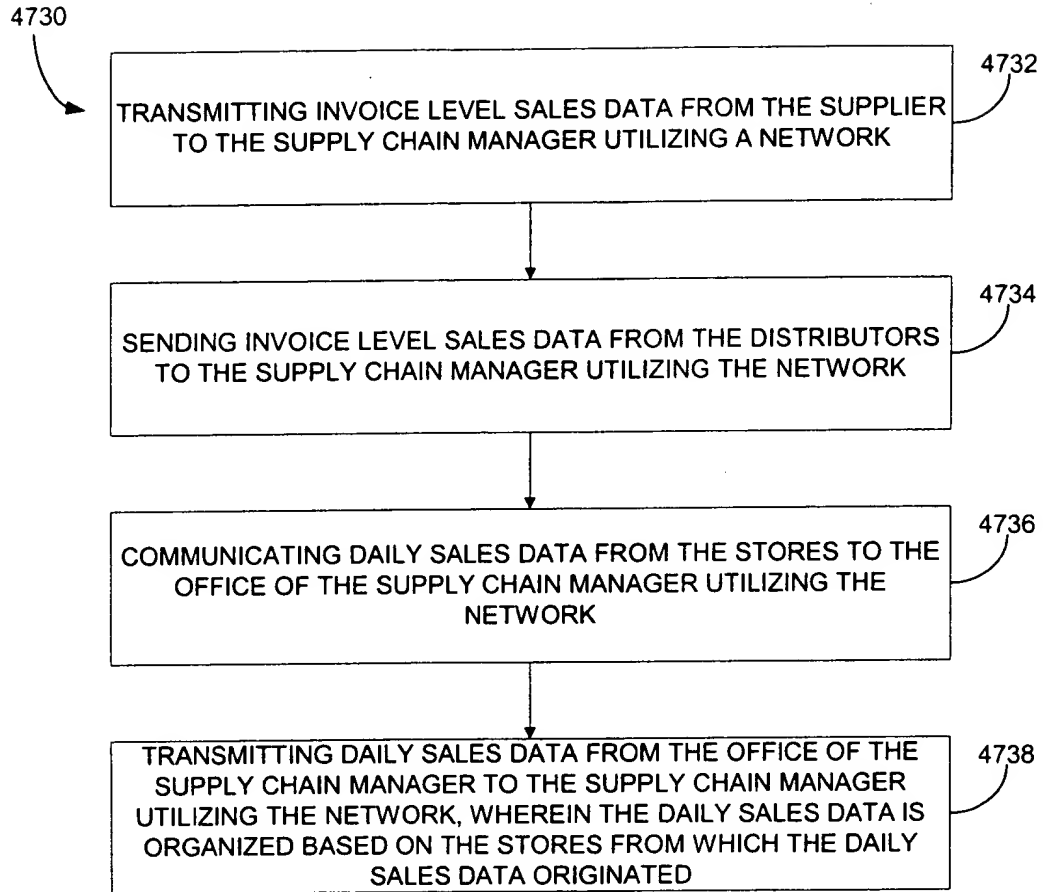 4730
4732
TRANSMITTING INVOICE LEVEL SALES DATA FROM THE SUPPLIER
TO THE SUPPLY CHAIN MANAGER UTILIZING A NETWORK
4734
SENDING INVOICE LEVEL SALES DATA FROM THE DISTRIBUTORS
TO THE SUPPLY CHAIN MANAGER UTILIZING THE NETWORK
4736
COMMUNICATING DAILY SALES DATA FROM THE STORES TO THE
OFFICE OF THE SUPPLY CHAIN MANAGER UTILIZING THE
NETWORK
4738
TRANSMITTING DAILY SALES DATA FROM THE OFFICE OF THE
SUPPLY CHAIN MANAGER TO THE SUPPLY CHAIN MANAGER
UTILIZING THE NETWORK, WHEREIN THE DAILY SALES DATA IS
ORGANIZED BASED ON THE STORES FROM WHICH THE DAILY
SALES DATA ORIGINATED